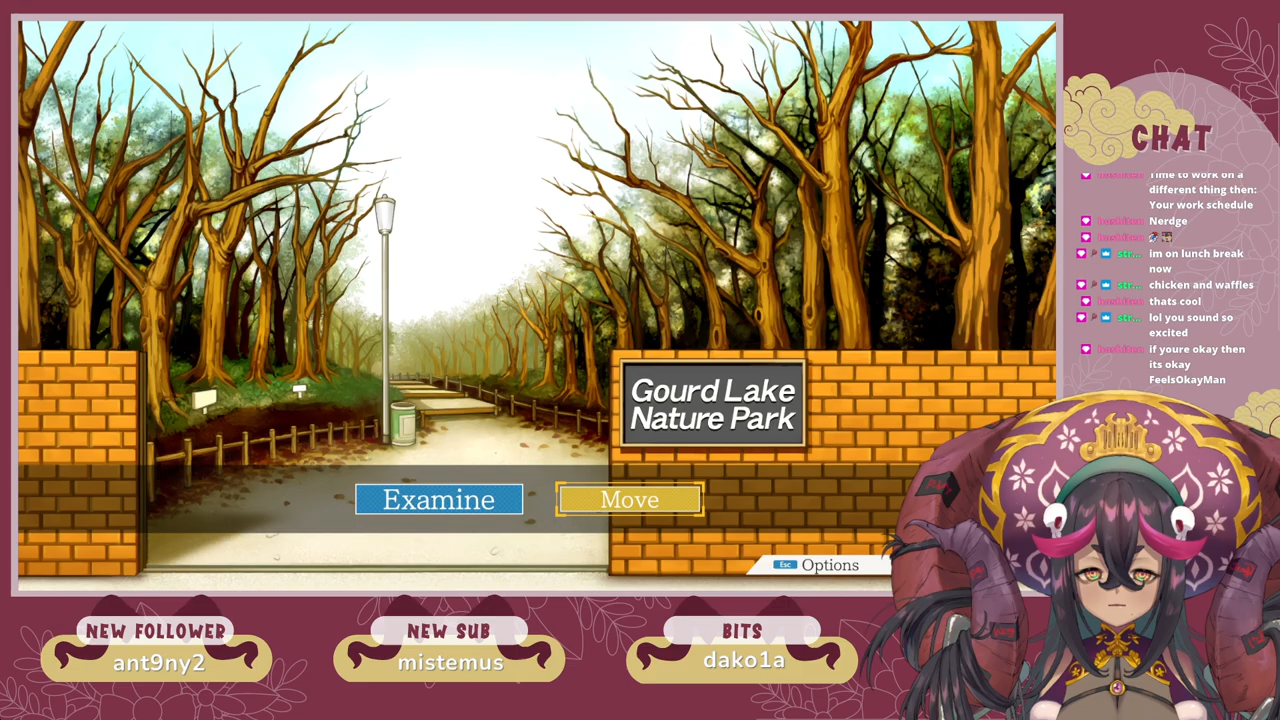 Gourd Lake
Nature Park
Examine
Move
Esc Options
CHAT
Time to work on a
different thing then:
Your work schedule
Nerdge
im on lunch break
now
chicken and waffles
thats cool
lol you sound so
excited
if youre okay then
its okay
FeelsOkayMan
NEW FOLLOWER
ant9ny2
NEW SUB
mistemus
BITS
dako1a